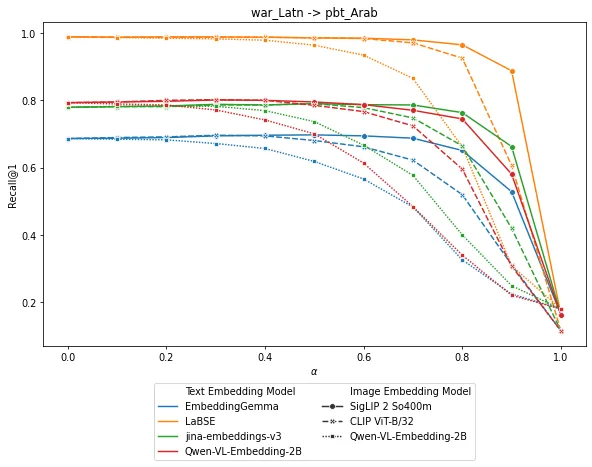 war_Latn -> pbt_Arab
1.0
0.8
0.6
0.4
0.2
Recall@1
0.0 0.2 0.4 0.6 0.8 1.0
α
Text Embedding Model Image Embedding Model
EmbeddingGemma SigLIP 2 So400m
LaBSE CLIP ViT-B/32
jina-embeddings-v3 Qwen-VL-Embedding-2B
Qwen-VL-Embedding-2B